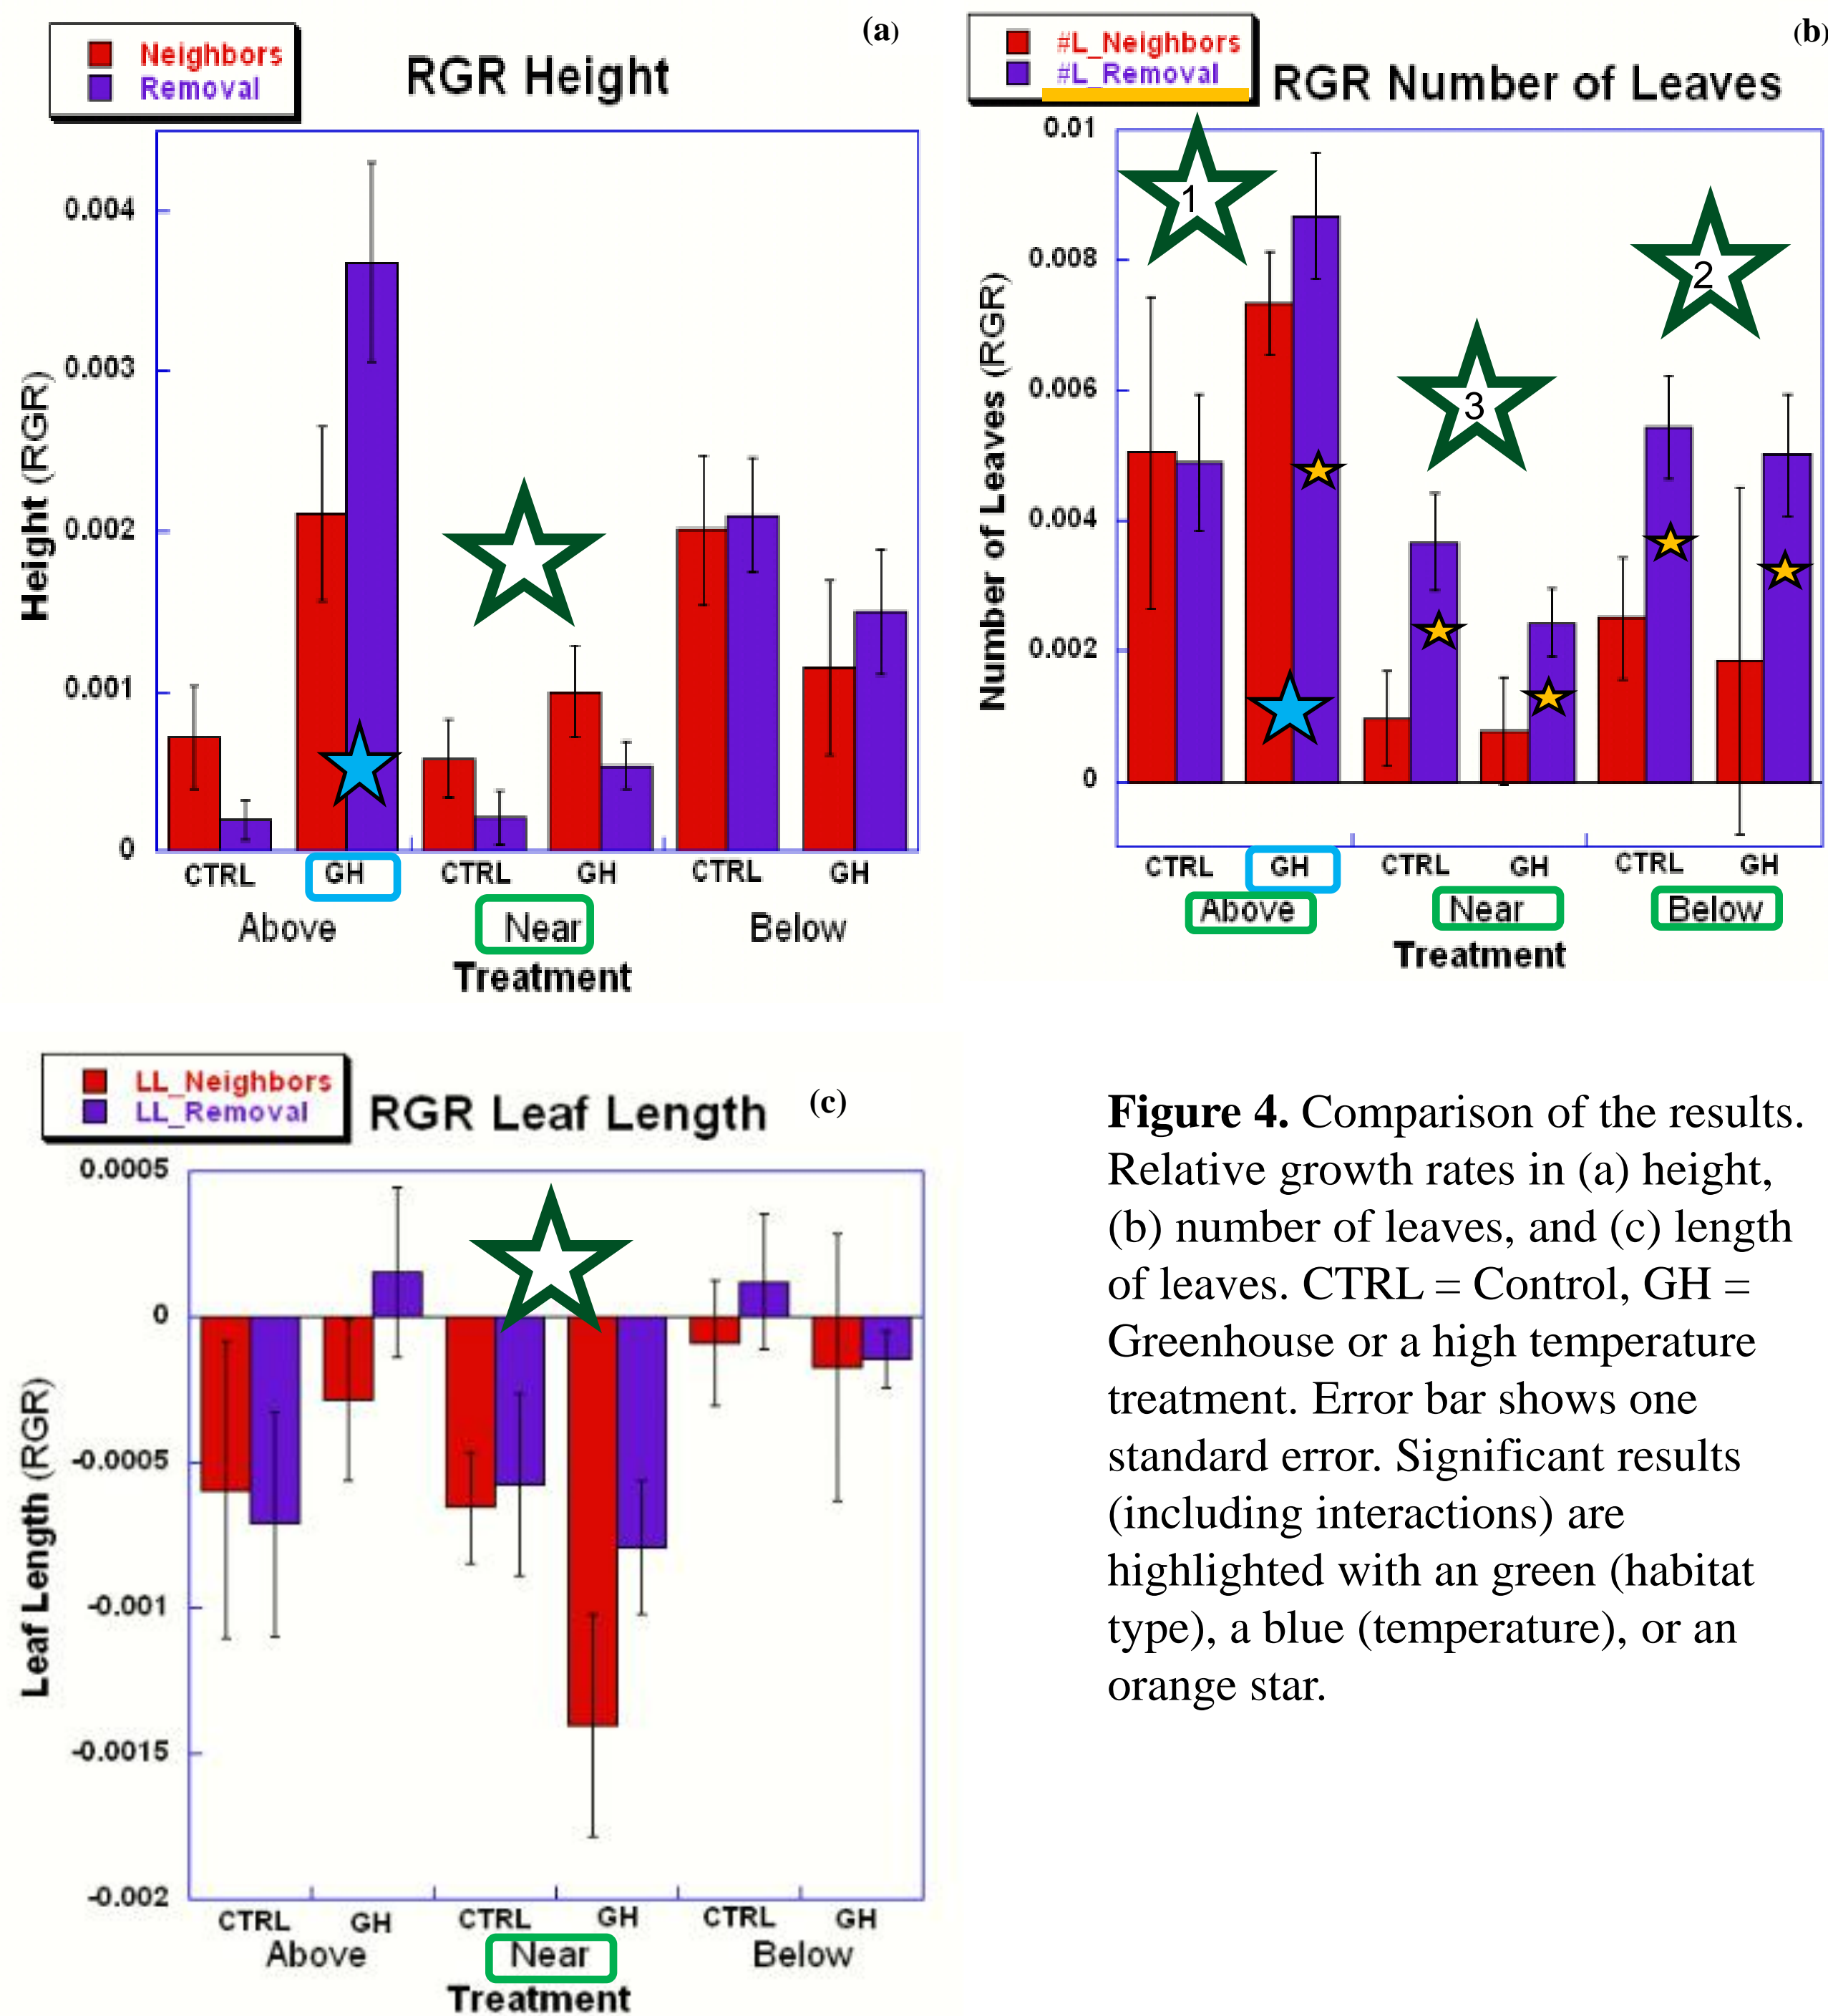 (a)
Neighbors
Removal
RGR Height
0.004
0.003
0.002
0.001
0
Height (RGR)
CTRL GH CTRL GH CTRL GH
Above Near Below
Treatment
(b)
#L_Neighbors
#L_Removal
RGR Number of Leaves
0.01
0.008
0.006
0.004
0.002
0
Number of Leaves (RGR)
1
2
3
CTRL GH CTRL GH CTRL GH
Above Near Below
Treatment
LL_Neighbors
LL_Removal
RGR Leaf Length
(c)
0.0005
0
-0.0005
-0.001
-0.0015
-0.002
Leaf Length (RGR)
CTRL GH CTRL GH CTRL GH
Above Near Below
Treatment
Figure 4. Comparison of the results.
Relative growth rates in (a) height,
(b) number of leaves, and (c) length
of leaves. CTRL = Control, GH =
Greenhouse or a high temperature
treatment. Error bar shows one
standard error. Significant results
(including interactions) are
highlighted with an green (habitat
type), a blue (temperature), or an
orange star.